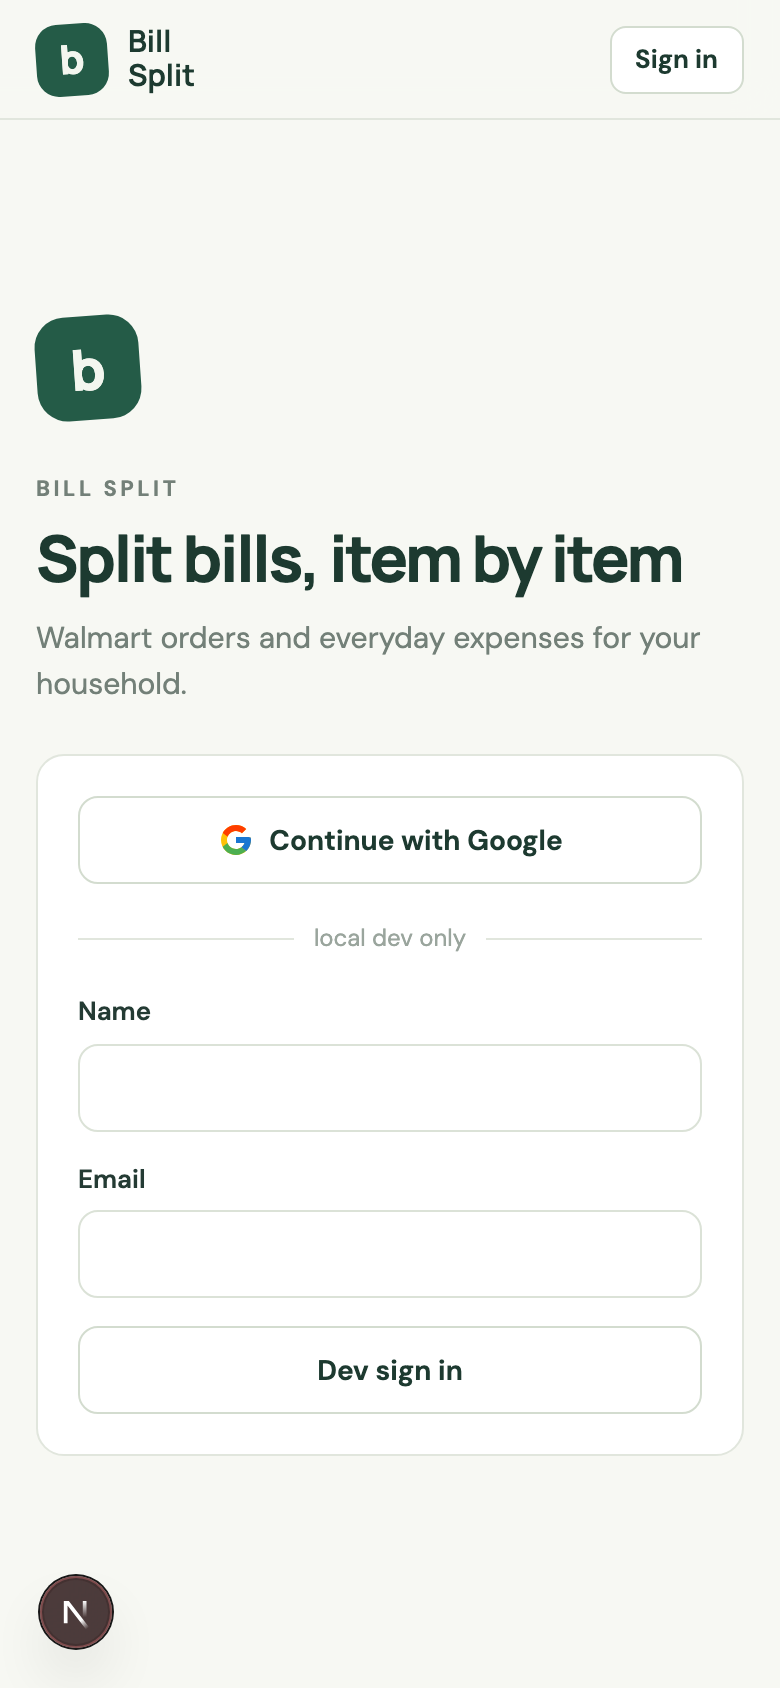 b
Bill
Split
Sign in
b
BILL SPLIT
Split bills, item by item
Walmart orders and everyday expenses for your
household.
Continue with Google
local dev only
Name
Email
Dev sign in
N